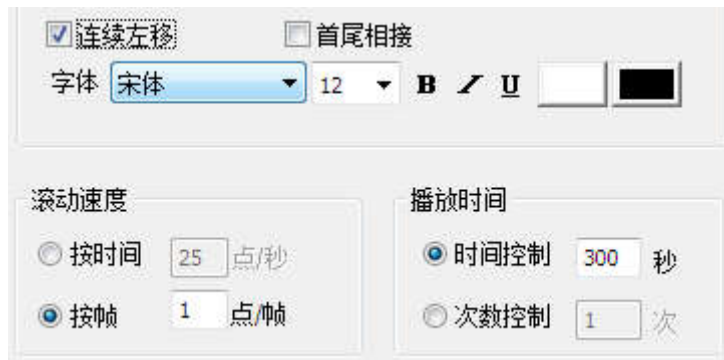 连续左移 首尾相接
字体 宋体 12 B I U
滚动速度 播放时间
按时间 25 点/秒 时间控制 300 秒
按帧 1 点/帧 次数控制 1 次